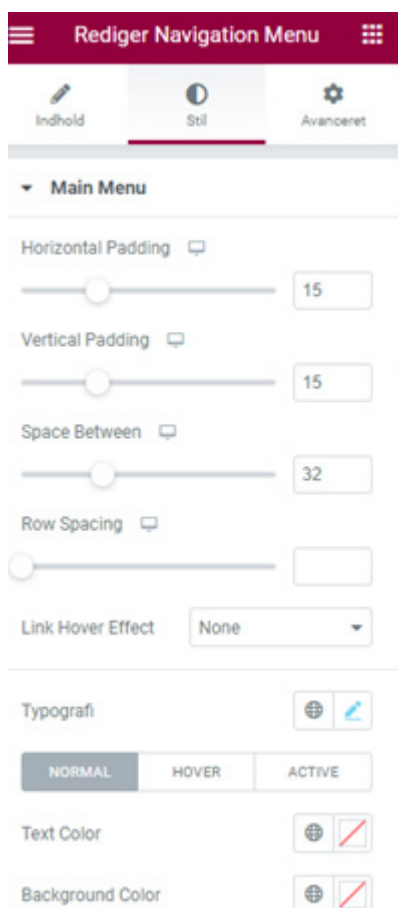 Rediger Navigation Menu
Indhold Stil Avanceret
Main Menu
Horizontal Padding
15
Vertical Padding
15
Space Between
32
Row Spacing
Link Hover Effect None
Typografi
NORMAL HOVER ACTIVE
Text Color
Background Color